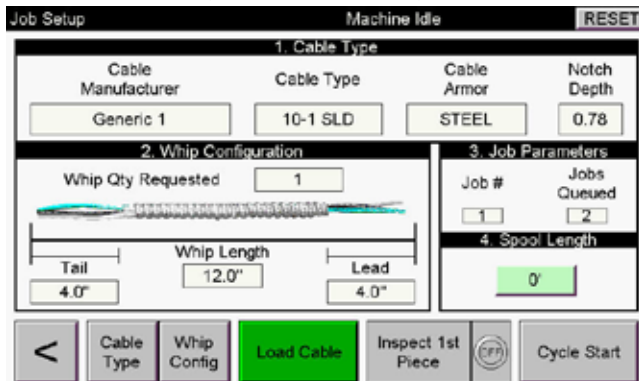 Job Setup Machine Idle RESET
1. Cable Type
Cable Manufacturer
Cable Type
Cable Armor
Notch Depth
Generic 1
10-1 SLD
STEEL
0.78
2. Whip Configuration
Whip Qty Requested 1
Whip Length
12.0"
Tail
4.0"
Lead
4.0"
3. Job Parameters
Job #
Jobs Queued
1
2
4. Spool Length
0'
<
Cable Type
Whip Config
Load Cable
Inspect 1st Piece
OFF
Cycle Start